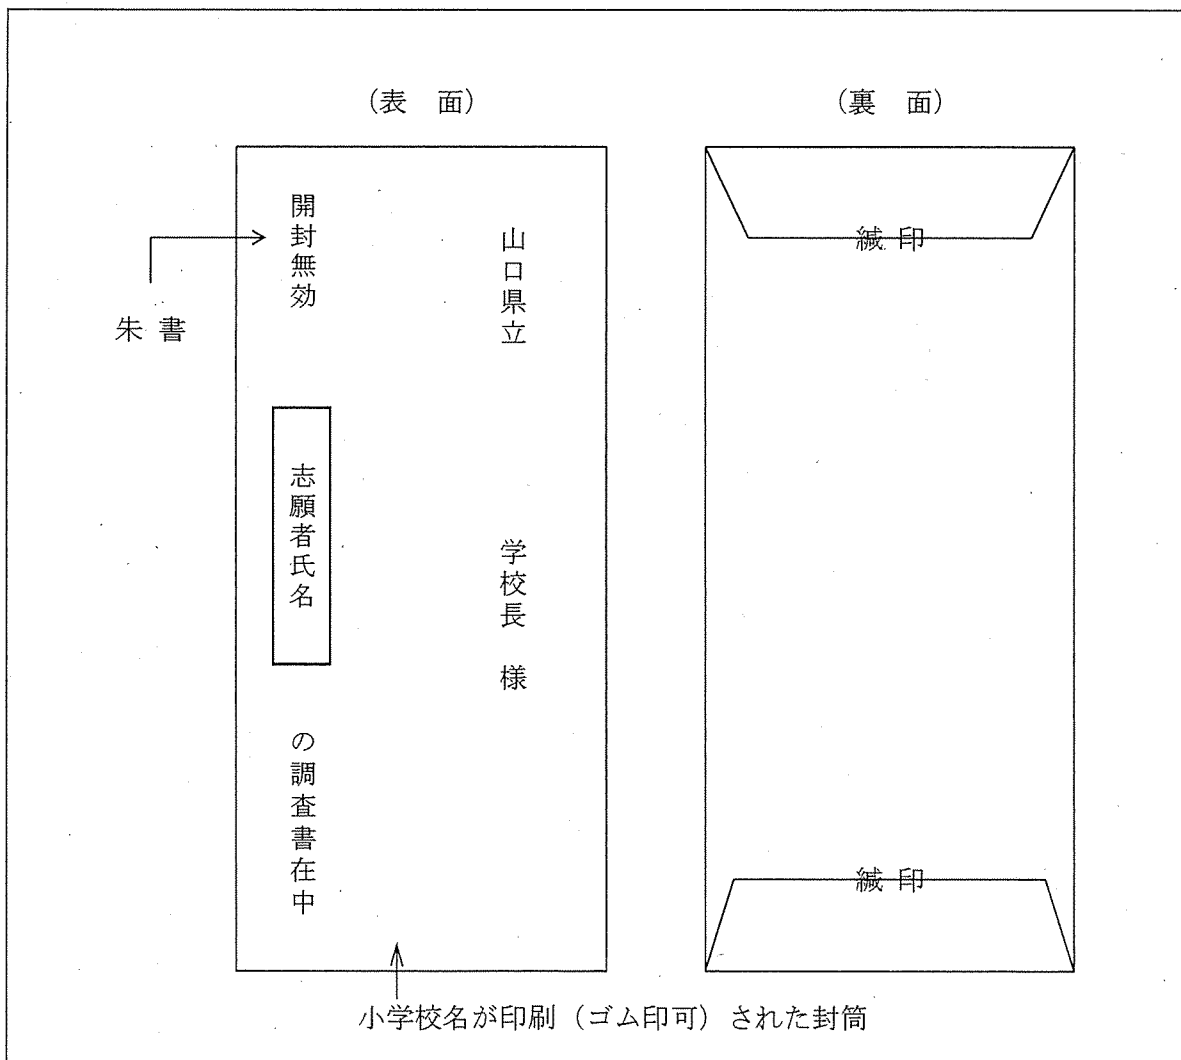 (表　面)
(裏　面)
山口県立
学校長　様
開封無効
志願者氏名
の調査書在中
朱 書
緘 印
緘 印
小学校名が印刷（ゴム印可）された封筒